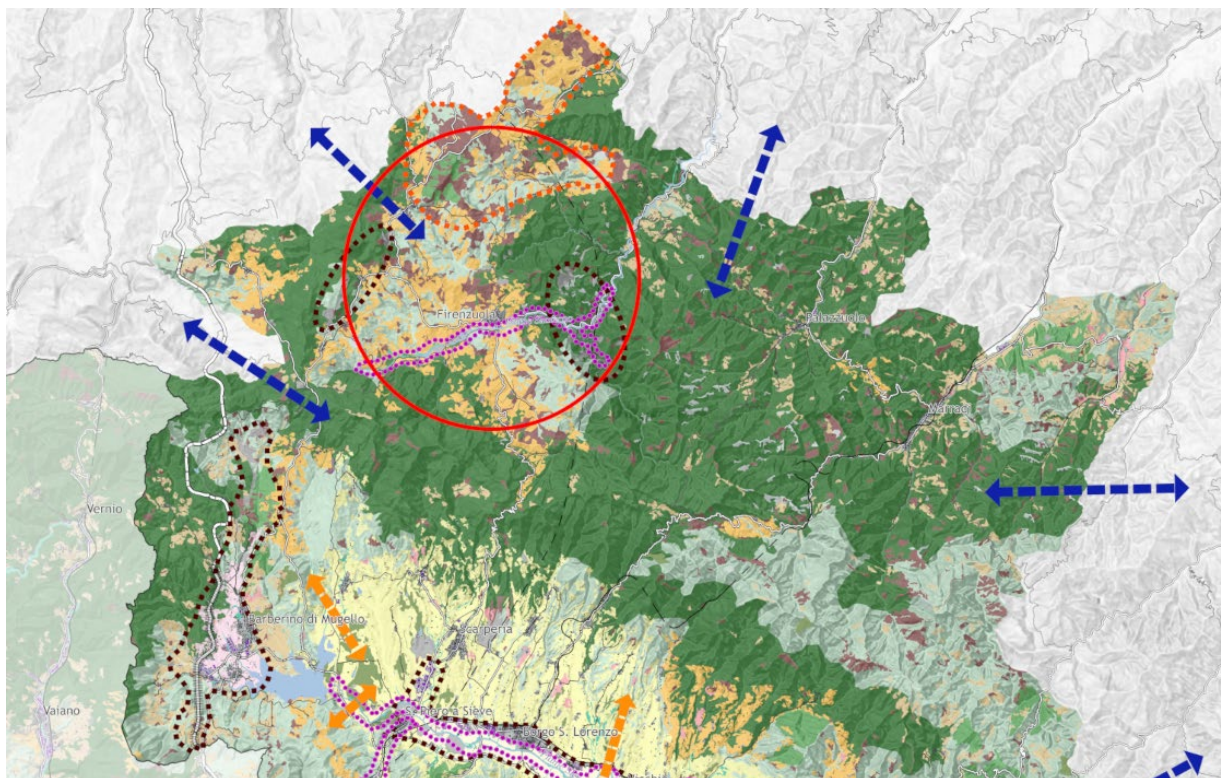 Firenzuola
Palazzuolo
Marradi
Vernio
Barberino di Mugello
Scarperia
Vaiano
S. Piero a Sieve
Borgo S. Lorenzo